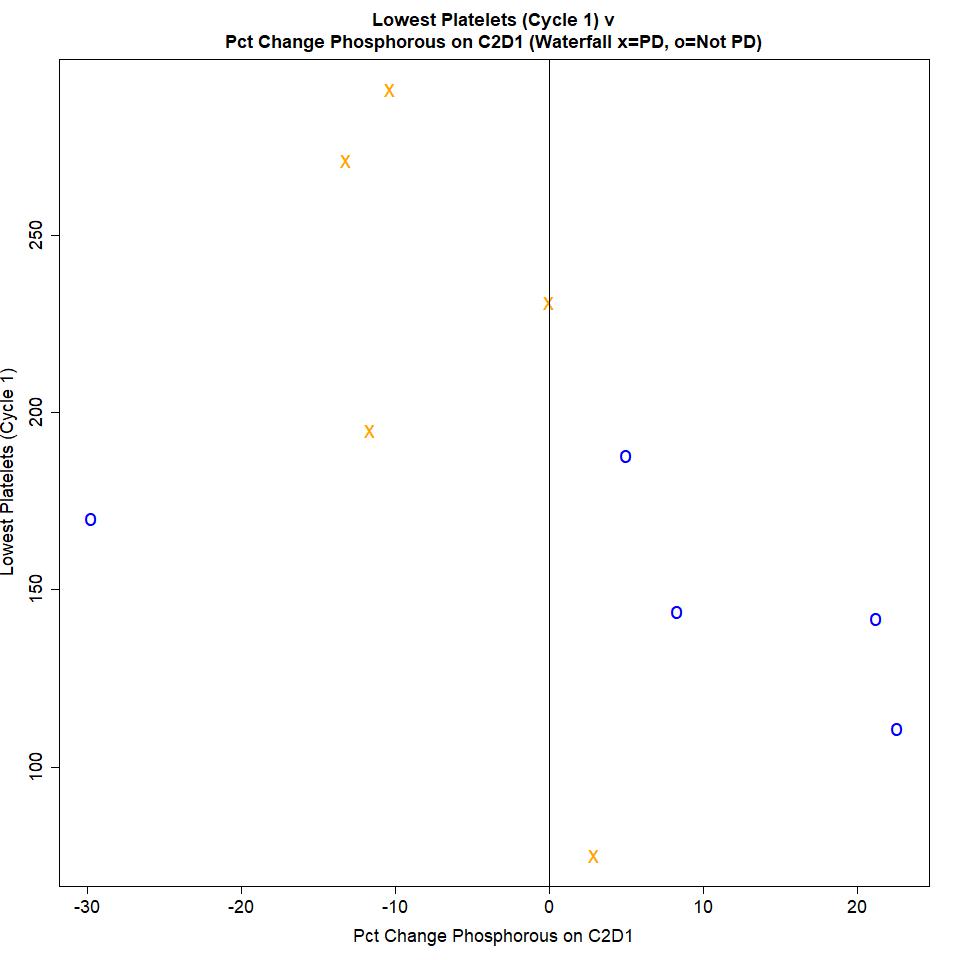 Lowest Platelets (Cycle 1) v
Pct Change Phosphorous on C2D1 (Waterfall x=PD, o=Not PD)
Lowest Platelets (Cycle 1)
250
200
150
100
X
X
X
X
O
O
O
O
O
X
-30
-20
-10
0
10
20
Pct Change Phosphorous on C2D1